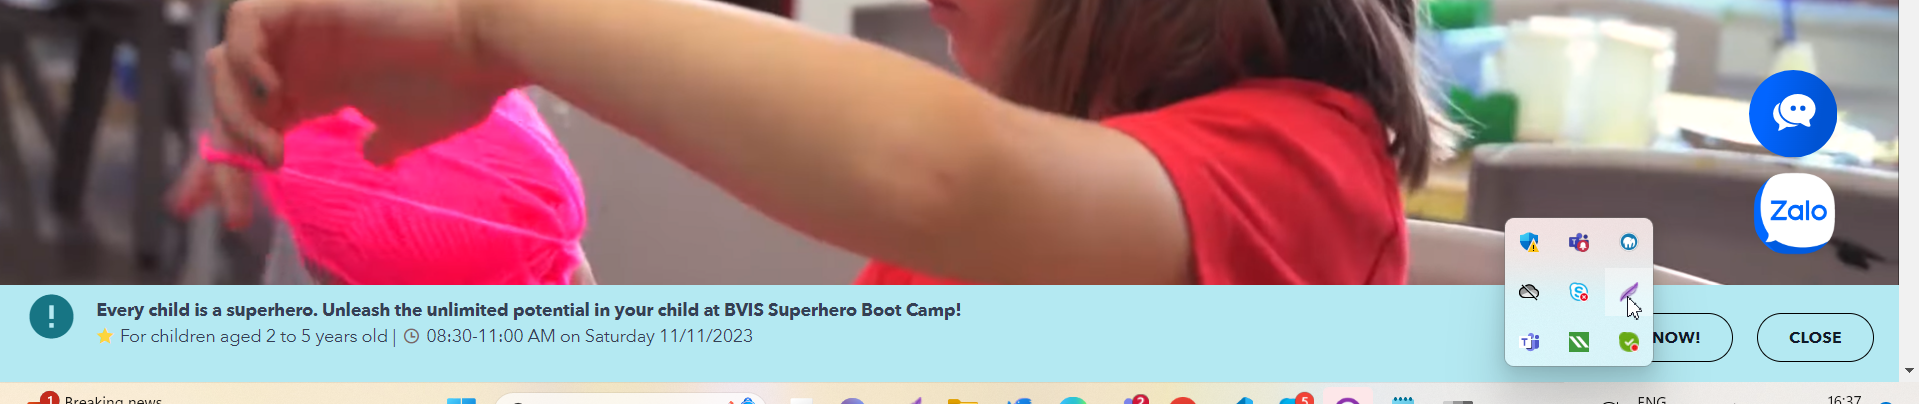 Zalo
Every child is a superhero. Unleash the unlimited potential in your child at BVIS Superhero Boot Camp!
For children aged 2 to 5 years old | 08:30-11:00 AM on Saturday 11/11/2023
NOW!
CLOSE
1
Breaking news
2
5
ENG
16:37